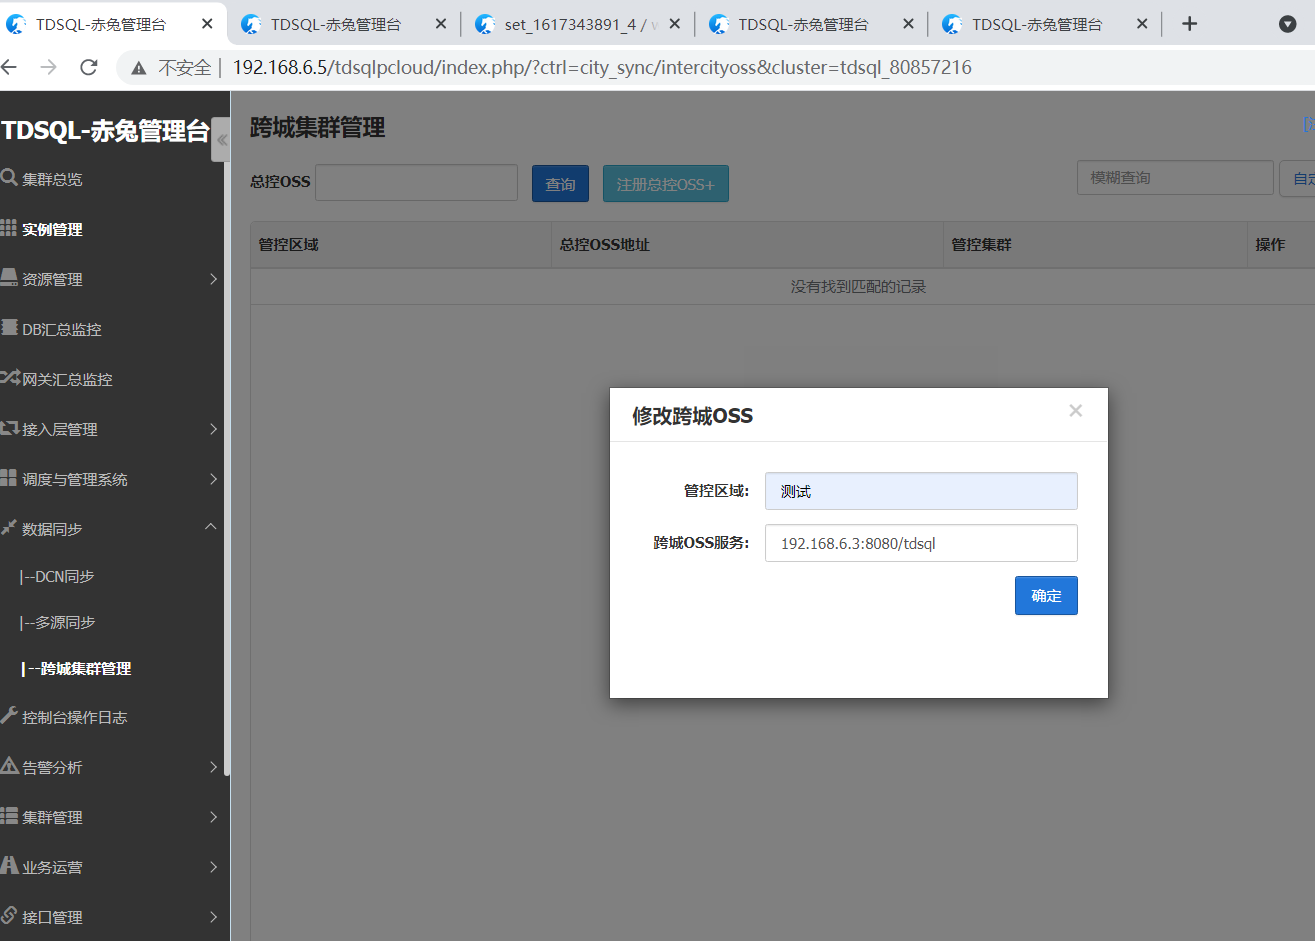 TDSQL-赤兔管理台
TDSQL-赤兔管理台
set_1617343891_4 /
TDSQL-赤兔管理台
TDSQL-赤兔管理台
不安全 | 192.168.6.5/tdsqlpcloud/index.php/?ctrl=city_sync/intercityoss&cluster=tdsql_80857216
TDSQL-赤兔管理台
集群总览
实例管理
资源管理
DB汇总监控
网关汇总监控
接入层管理
调度与管理系统
数据同步
|--DCN同步
|--多源同步
|--跨城集群管理
控制台操作日志
告警分析
集群管理
业务运营
接口管理
跨城集群管理
总控OSS
查询
注册总控OSS+
模糊查询
自定
管控区域
总控OSS地址
管控集群
操作
没有找到匹配的记录
修改跨城OSS
管控区域:
测试
跨城OSS服务:
192.168.6.3:8080/tdsql
确定